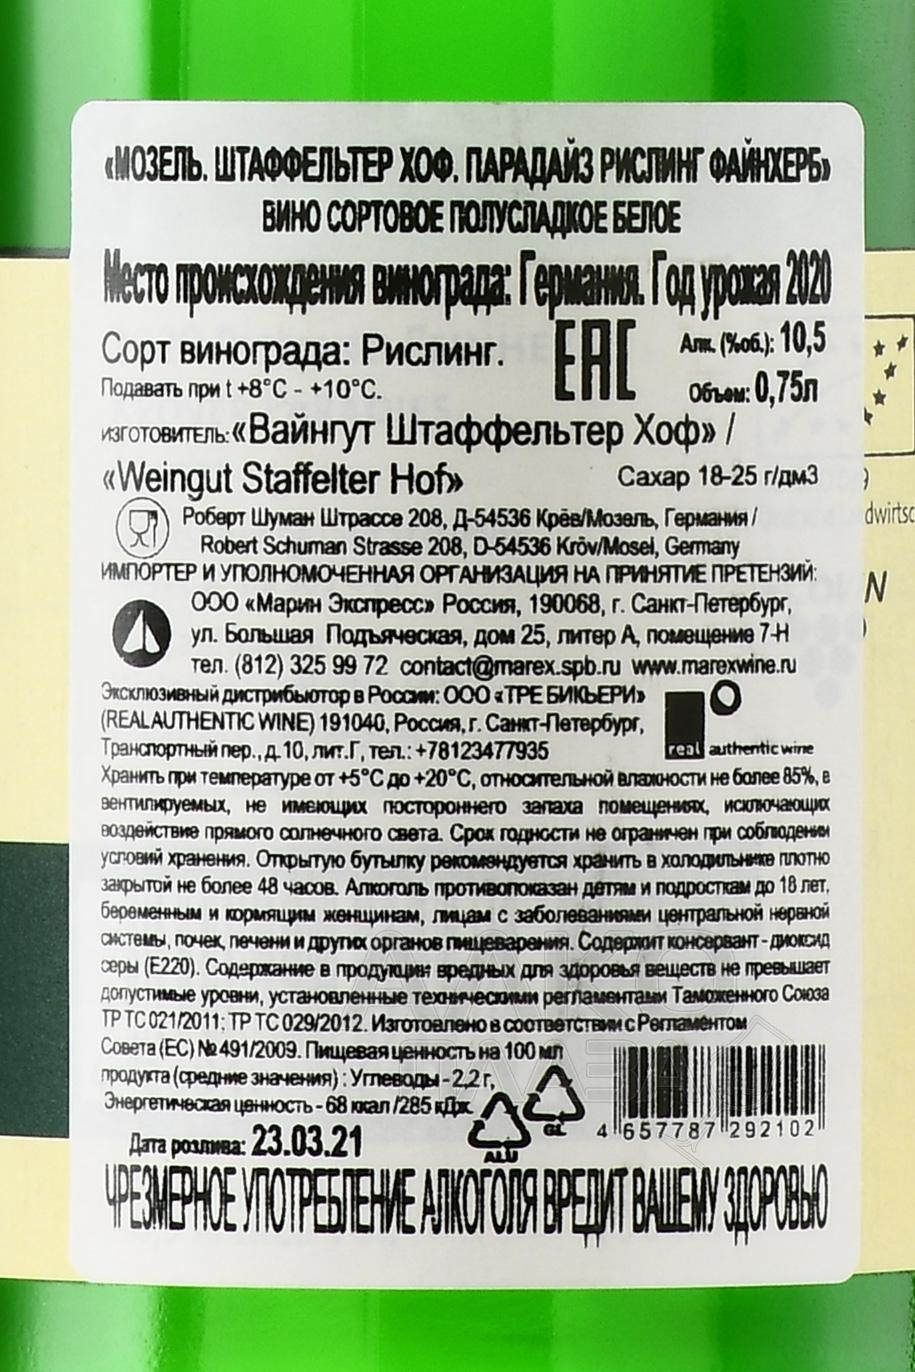 «МОЗЕЛЬ. ШТАФФЕЛЬТЕР ХОФ. ПАРАДАЙЗ РИСЛИНГ ФАЙНХЕРБ»
ВИНО СОРТОВОЕ ПОЛУСЛАДКОЕ БЕЛОЕ
Место происхождения винограда: Германия. Год урожая 2020
Сорт винограда: Рислинг.
Подавать при t +8°C - +10°C.
EAC
Алк. (%об.): 10,5
Объем: 0,75л
ИЗГОТОВИТЕЛЬ: «Вайнгут Штаффельтер Хоф» /
«Weingut Staffelter Hof»
Сахар 18-25 г/дм3
Роберт Шуман Штрассе 208, Д-54536 Крёв/Мозель, Германия /
Robert Schuman Strasse 208, D-54536 Kröv/Mosel, Germany
ИМПОРТЕР И УПОЛНОМОЧЕННАЯ ОРГАНИЗАЦИЯ НА ПРИНЯТИЕ ПРЕТЕНЗИЙ:
ООО «Марин Экспресс» Россия, 190068, г. Санкт-Петербург,
ул. Большая Подъяческая, дом 25, литер А, помещение 7-Н
тел. (812) 325 99 72 contact@marex.spb.ru www.marexwine.ru
Эксклюзивный дистрибьютор в России: ООО «ТРЕ БИКЬЕРИ»
(REAL AUTHENTIC WINE) 191040, Россия, г. Санкт-Петербург,
Транспортный пер., д.10, лит.Г, тел.: +78123477935
real authentic wine
Хранить при температуре от +5°С до +20°С, относительной влажности не более 85%, в
вентилируемых, не имеющих постороннего запаха помещениях, исключающих
воздействие прямого солнечного света. Срок годности не ограничен при соблюдении
условий хранения. Открытую бутылку рекомендуется хранить в холодильнике плотно
закрытой не более 48 часов. Алкоголь противопоказан детям и подросткам до 18 лет,
беременным и кормящим женщинам, лицам с заболеваниями центральной нервной
системы, почек, печени и других органов пищеварения. Содержит консервант - диоксид
серы (Е220). Содержание в продукции вредных для здоровья веществ не превышает
допустимые уровни, установленные техническими регламентами Таможенного Союза
ТР ТС 021/2011; ТР ТС 029/2012. Изготовлено в соответствии с Регламентом
Совета (ЕС) №491/2009. Пищевая ценность на 100 мл
продукта (средние значения) : Углеводы - 2,2 г,
Энергетическая ценность - 68 ккал /285 кДж.
ALU
GL
4 657787 292102
Дата розлива: 23.03.21
ЧРЕЗМЕРНОЕ УПОТРЕБЛЕНИЕ АЛКОГОЛЯ ВРЕДИТ ВАШЕМУ ЗДОРОВЬЮ
dwirtsc
N